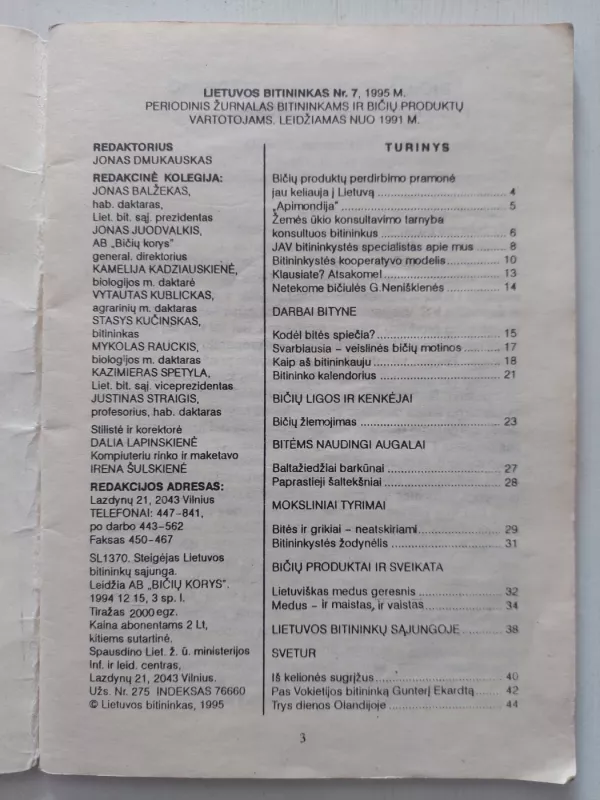 LIETUVOS BITININKAS Nr. 7, 1995 M.
PERIODINIS ŽURNALAS BITININKAMS IR BIČIŲ PRODUKTŲ
VARTOTOJAMS. LEIDŽIAMAS NUO 1991 M.
REDAKTORIUS
JONAS DMUKAUSKAS
REDAKCINĖ KOLEGIJA:
JONAS BALŽEKAS,
hab. daktaras,
Liet. bit. sąj. prezidentas
JONAS JUODVALKIS,
AB „Bičių korys"
general. direktorius
KAMELIJA KADZIAUSKIENĖ,
biologijos m. daktarė
VYTAUTAS KUBLICKAS,
agrarinių m. daktaras
STASYS KUČINSKAS,
bitininkas
MYKOLAS RAUCKIS,
biologijos m. daktaras
KAZIMIERAS SPETYLA,
Liet. bit. sąj. viceprezidentas
JUSTINAS STRAIGIS,
profesorius, hab. daktaras
Stilistė ir korektorė
DALIA LAPINSKIENĖ
Kompiuteriu rinko ir maketavo
IRENA ŠULSKIENĖ
REDAKCIJOS ADRESAS:
Lazdynų 21, 2043 Vilnius
TELEFONAI: 447-841,
po darbo 443-562
Faksas 450-467
SL1370. Steigėjas Lietuvos
bitininkų sąjunga.
Leidžia AB „BIČIŲ KORYS".
1994 12 15, 3 sp. l.
Tiražas 2000 egz.
Kaina abonentams 2 Lt,
kitiems sutartinė.
Spausdino Liet. ž. ū. ministerijos
Inf. ir leid. centras,
Lazdynų 21, 2043 Vilnius.
Užs. Nr. 275 INDEKSAS 76660
© Lietuvos bitininkas, 1995
TURINYS
Bičių produktų perdirbimo pramonė
jau keliauja į Lietuvą ........ 4
„Apimondija" ........ 5
Žemės ūkio konsultavimo tarnyba
konsultuos bitininkus ........ 6
JAV bitininkystės specialistas apie mus ........ 8
Bitininkystės kooperatyvo modelis ........ 10
Klausiate? Atsakome! ........ 13
Netekome bičiulės G.Neniškienės ........ 14
DARBAI BITYNE
Kodėl bitės spiečia? ........ 15
Svarbiausia – veislinės bičių motinos ........ 17
Kaip aš bitininkauju ........ 18
Bitininko kalendorius ........ 21
BIČIŲ LIGOS IR KENKĖJAI
Bičių žiemojimas ........ 23
BITĖMS NAUDINGI AUGALAI
Baltažiedžiai barkūnai ........ 27
Paprastieji šaltekšniai ........ 28
MOKSLINIAI TYRIMAI
Bitės ir grikiai – neatskiriami ........ 29
Bitininkystės žodynėlis ........ 31
BIČIŲ PRODUKTAI IR SVEIKATA
Lietuviškas medus geresnis ........ 32
Medus – ir maistas, ir vaistas ........ 34
LIETUVOS BITININKŲ SĄJUNGOJE ........ 38
SVETUR
Iš kelionės sugrįžus ........ 40
Pas Vokietijos bitininką Gunterį Ekardtą ........ 42
Trys dienos Olandijoje ........ 44
3